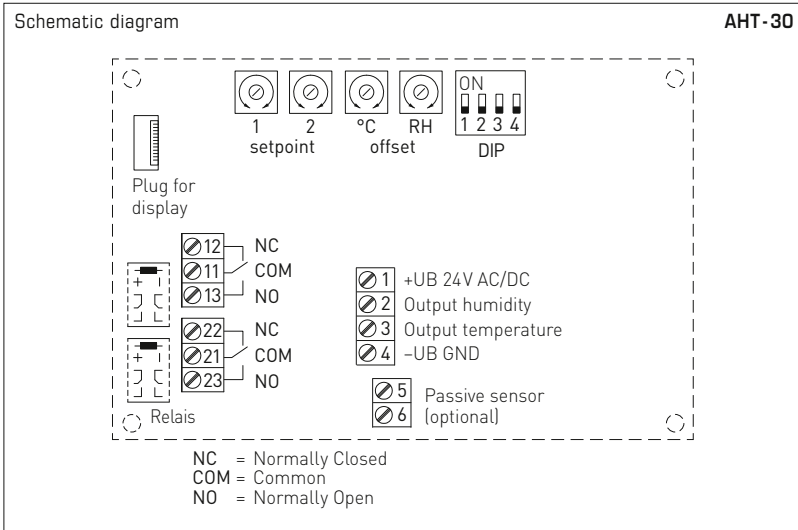 Schematic diagram AHT-30
ON
1 2 3 4
DIP
1 2 °C RH
setpoint offset
Plug for
display
12 NC
11 COM
13 NO
22 NC
21 COM
23 NO
+ −
+ −
Relais
1 +UB 24V AC/DC
2 Output humidity
3 Output temperature
4 –UB GND
5 Passive sensor
6 (optional)
NC = Normally Closed
COM = Common
NO = Normally Open